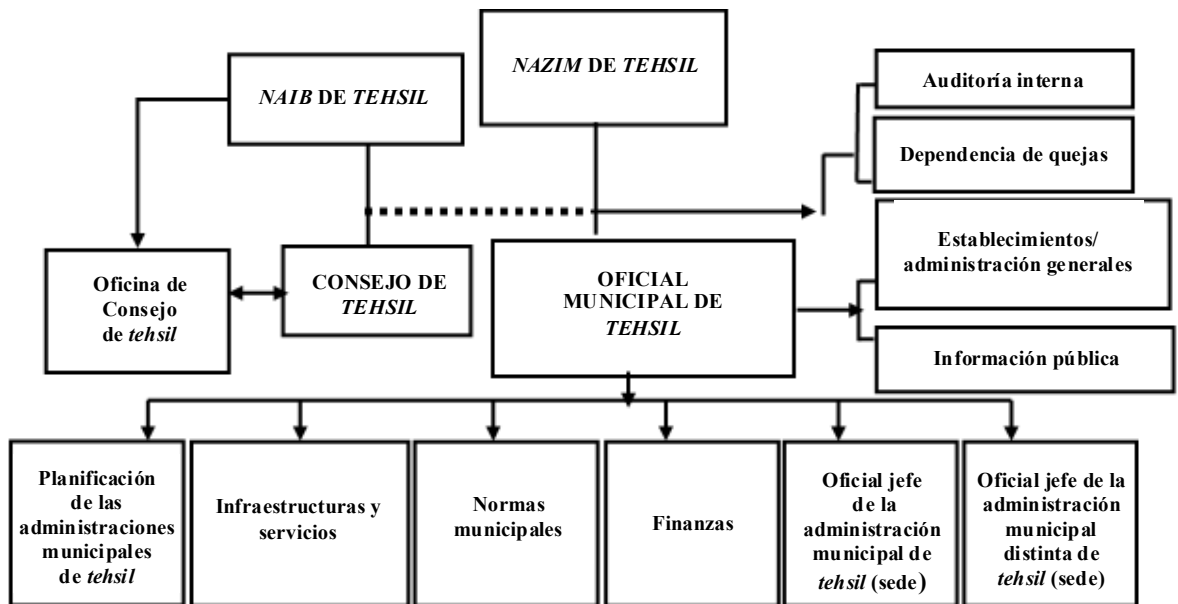 NAZIM DE TEHSIL
NAIB DE TEHSIL
Auditoría interna
Dependencia de quejas
Establecimientos/
administración generales
Información pública
Oficina de
Consejo
de tehsil
CONSEJO DE
TEHSIL
OFICIAL
MUNICIPAL DE
TEHSIL
Planificación
de las
administraciones
municipales
de tehsil
Infraestructuras y
servicios
Normas
municipales
Finanzas
Oficial jefe
de la
administración
municipal de
tehsil (sede)
Oficial jefe de la
administración
municipal
distinta de
tehsil (sede)